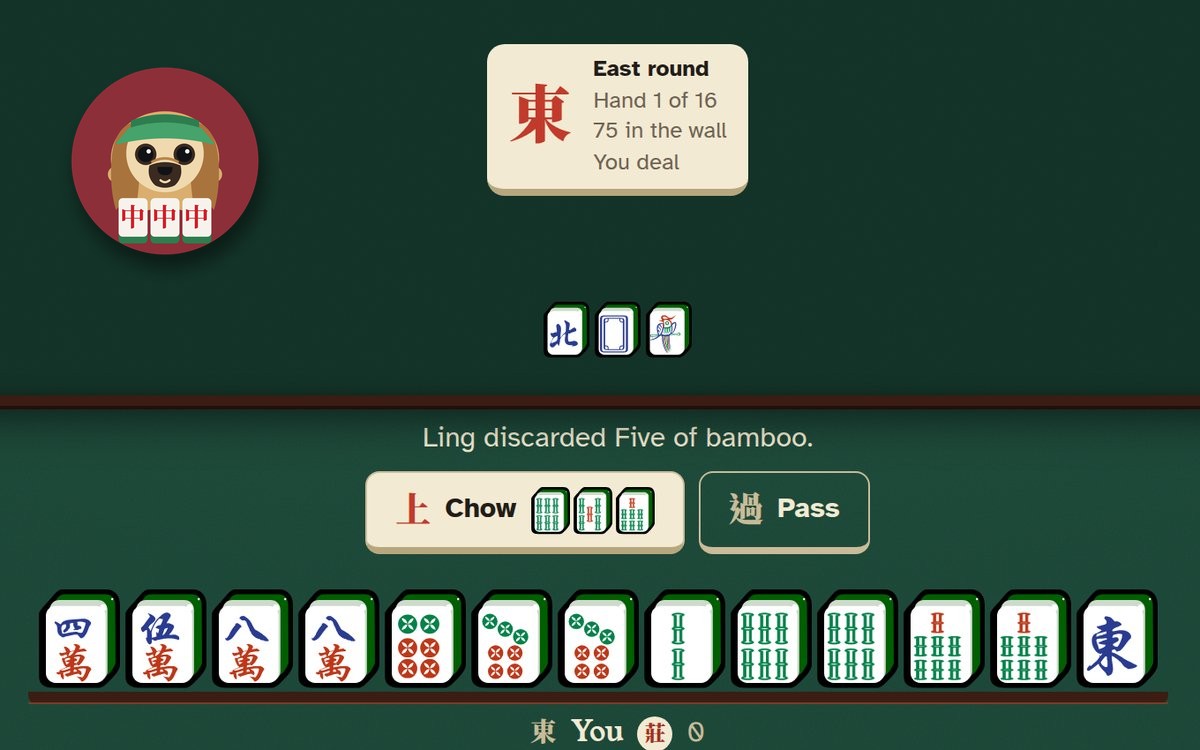 東
East round
Hand 1 of 16
75 in the wall
You deal
中 中 中
北
Ling discarded Five of bamboo.
上 Chow
過 Pass
四萬 伍萬 八萬 八萬 東
東 You 莊 0